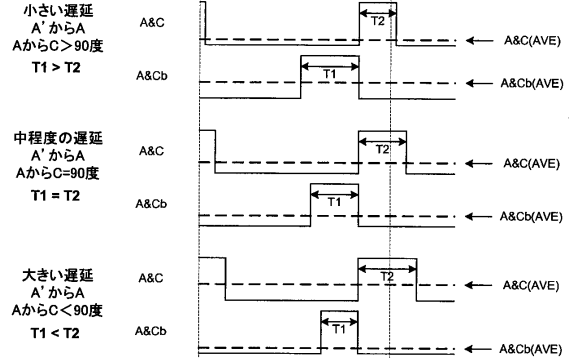 小さい遅延
A'からA
AからC>90度
T1 > T2
A&C
T2
A&C(AVE)
A&Cb
T1
A&Cb(AVE)
中程度の遅延
A'からA
AからC=90度
T1 = T2
A&C
T2
A&C(AVE)
A&Cb
T1
A&Cb(AVE)
大きい遅延
A'からA
AからC<90度
T1 < T2
A&C
T2
A&C(AVE)
A&Cb
T1
A&Cb(AVE)